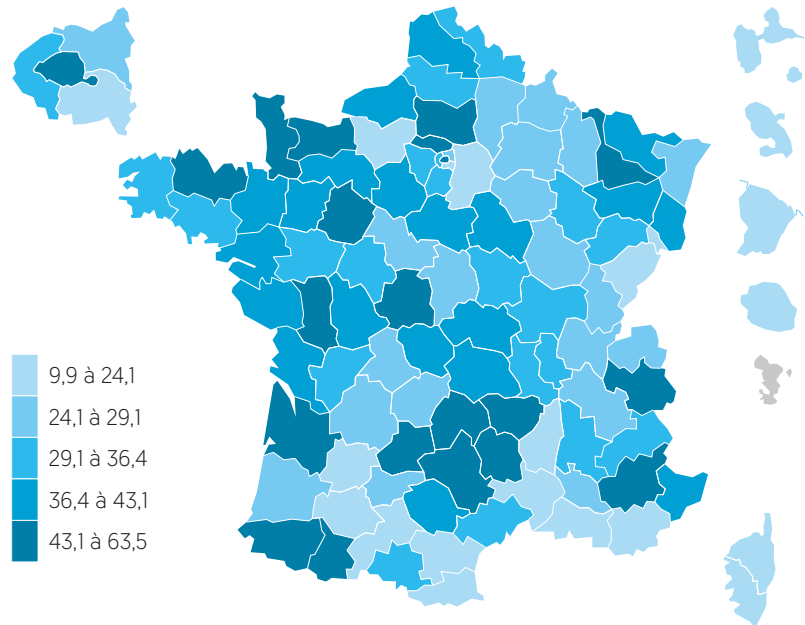 9,9 à 24,1
24,1 à 29,1
29,1 à 36,4
36,4 à 43,1
43,1 à 63,5